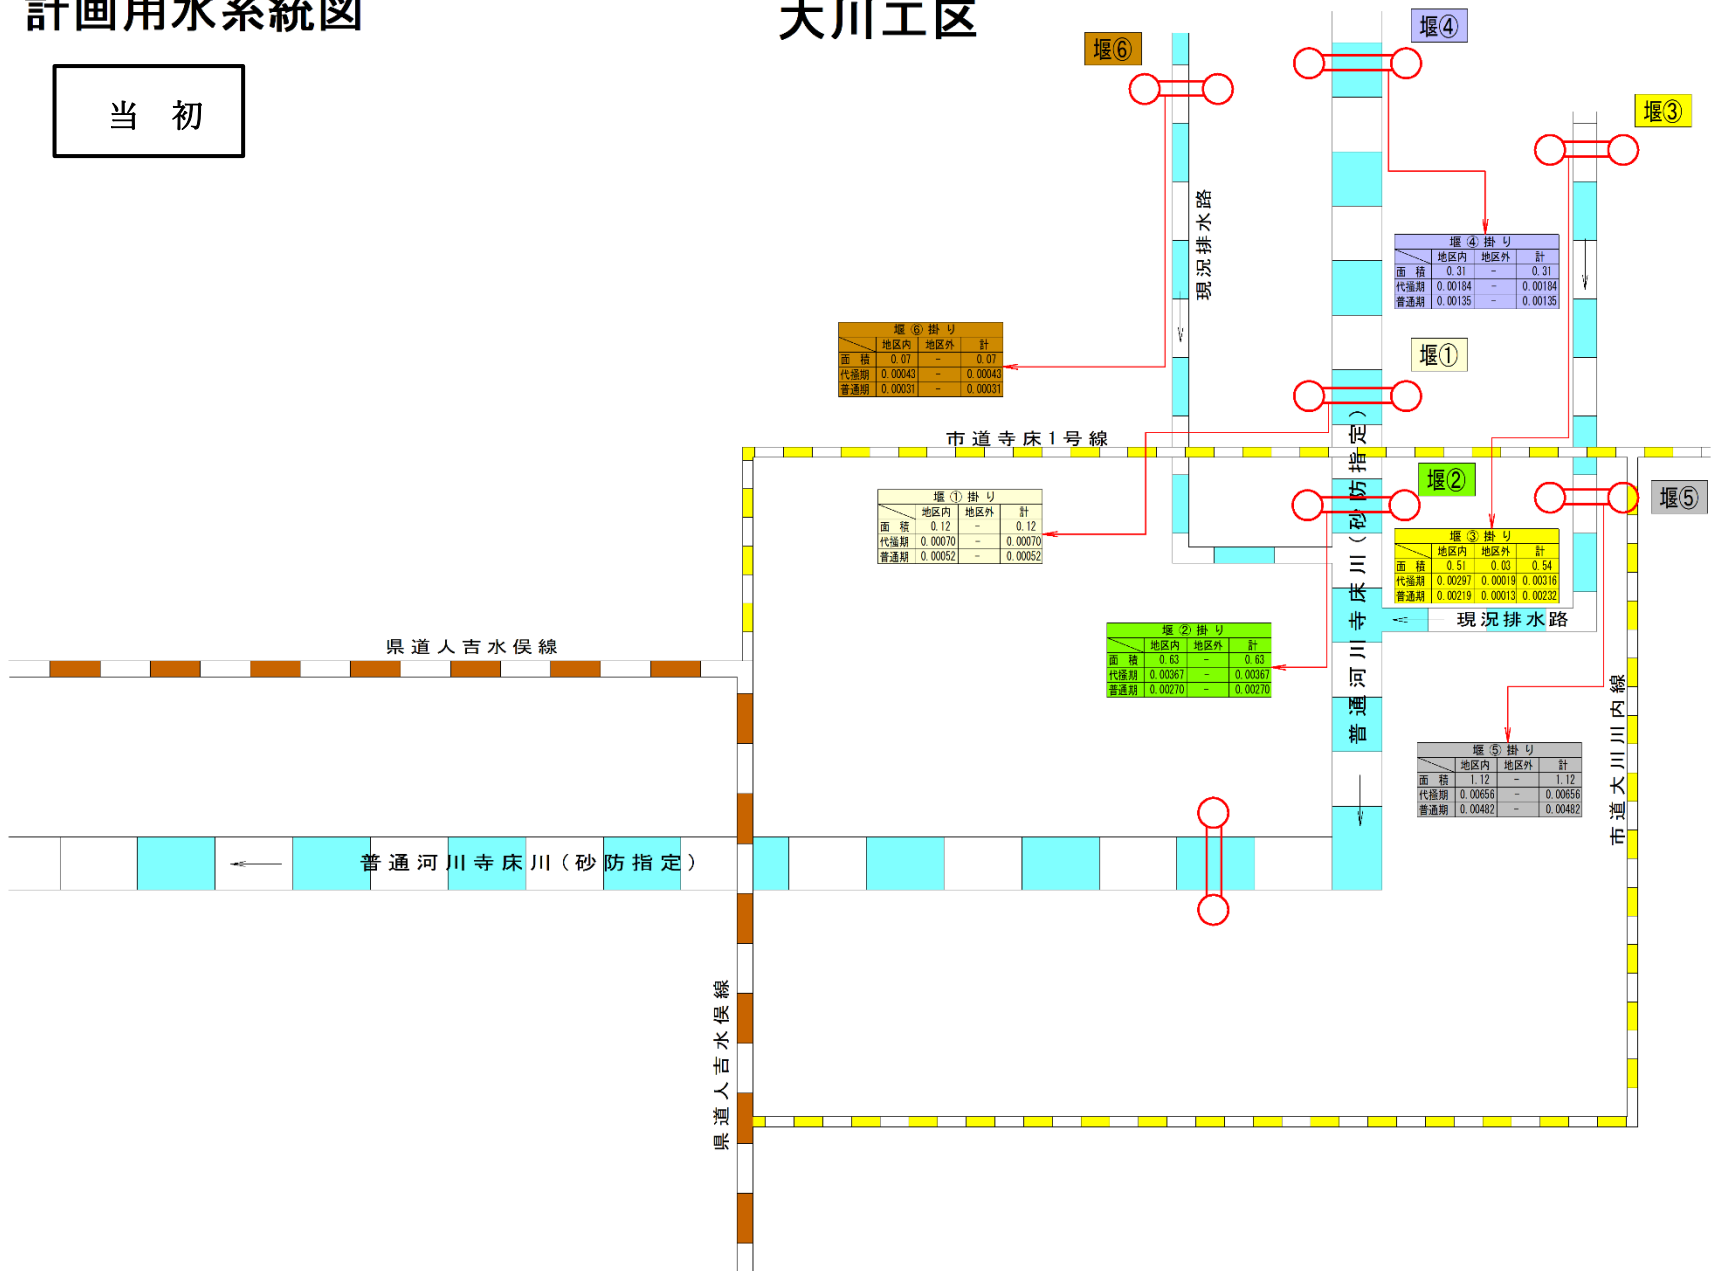 計画用水系統図
大川工区
当 初
堰⑥
堰④
堰③
現況排水路
堰④掛り
地区内 地区外 計
面 積 0.31 - 0.31
代掻期 0.00184 - 0.00184
普通期 0.00135 - 0.00135
堰⑥掛り
地区内 地区外 計
面 積 0.07 - 0.07
代掻期 0.00043 - 0.00043
普通期 0.00031 - 0.00031
堰①
市道寺床1号線
堰②
堰⑤
堰①掛り
地区内 地区外 計
面 積 0.12 - 0.12
代掻期 0.00070 - 0.00070
普通期 0.00052 - 0.00052
堰③掛り
地区内 地区外 計
面 積 0.51 0.03 0.54
代掻期 0.00297 0.00019 0.00316
普通期 0.00219 0.00013 0.00232
普通河川寺床川(砂防指定)
現況排水路
堰②掛り
地区内 地区外 計
面 積 0.63 - 0.63
代掻期 0.00367 - 0.00367
普通期 0.00270 - 0.00270
県道人吉水俣線
市道大川川内線
堰⑤掛り
地区内 地区外 計
面 積 1.12 - 1.12
代掻期 0.00656 - 0.00656
普通期 0.00482 - 0.00482
普通河川寺床川(砂防指定)
県道人吉水俣線